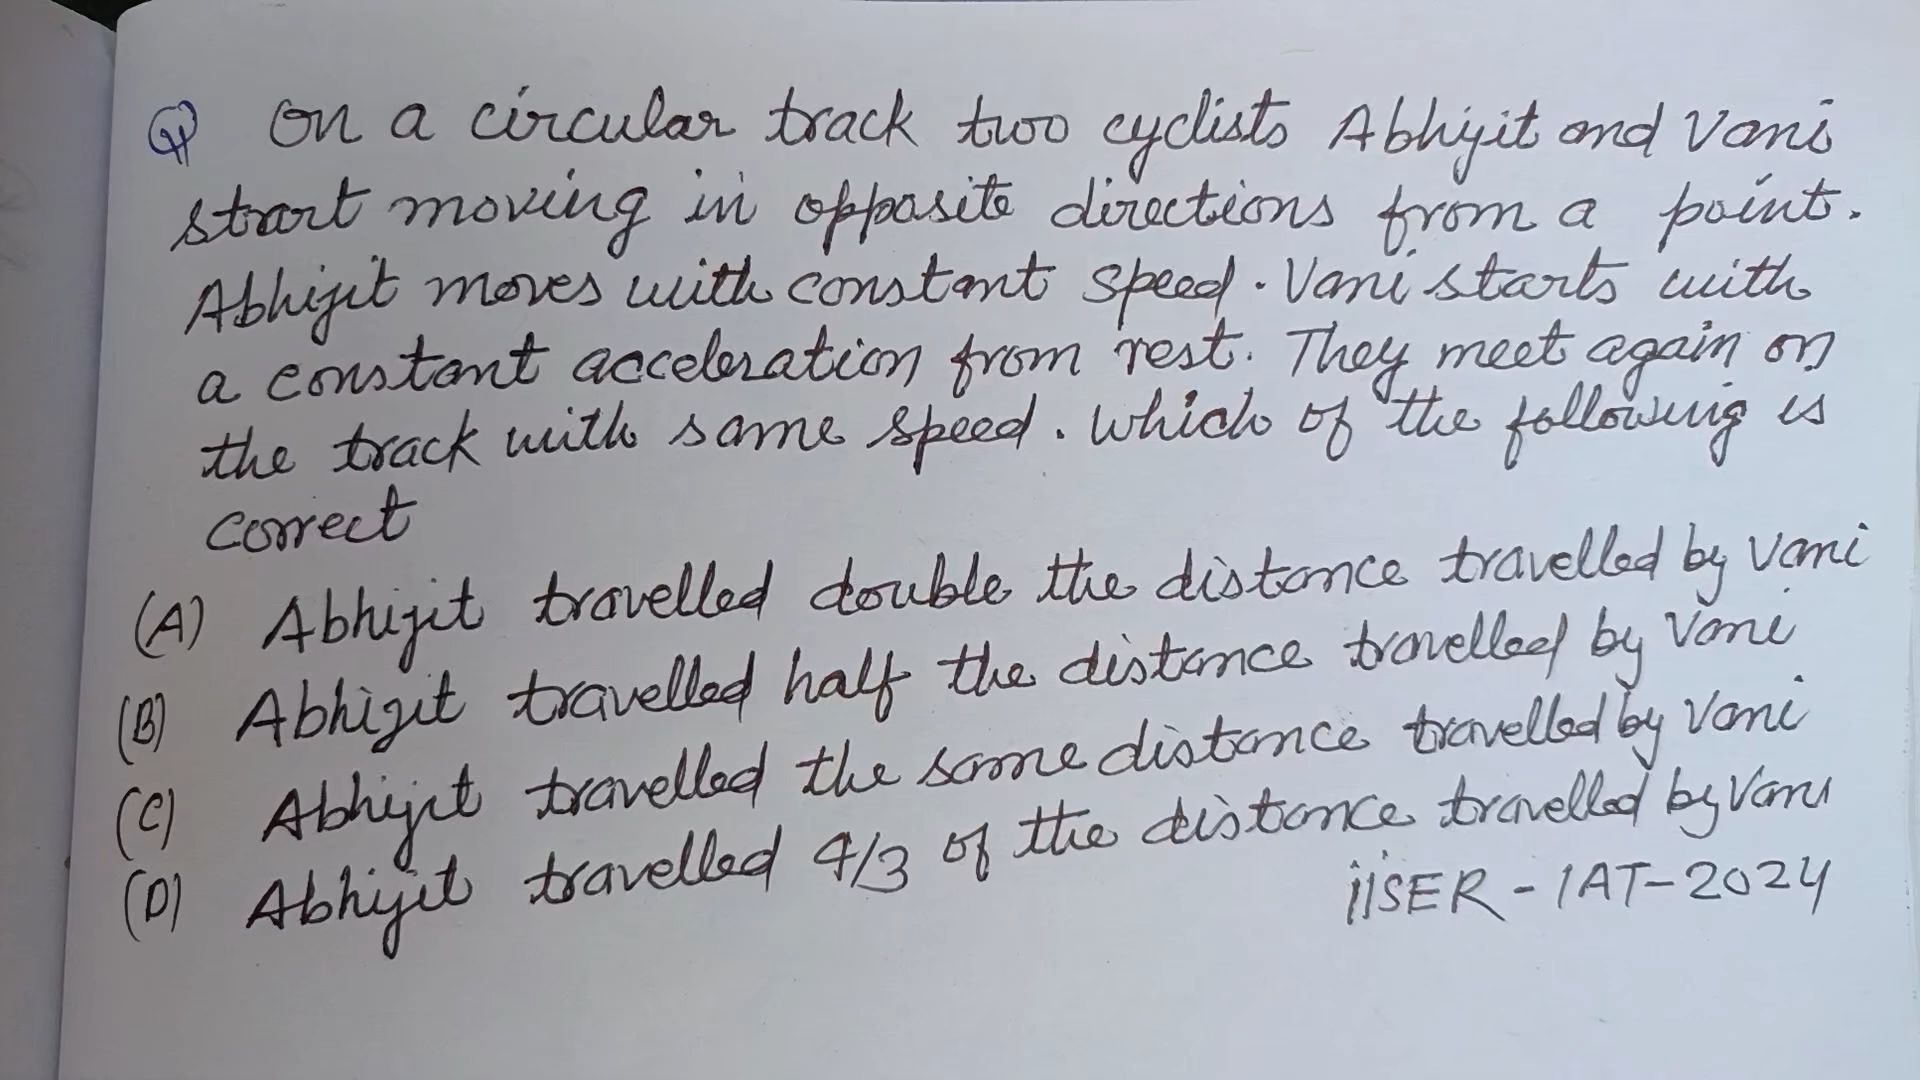 Q on a circular track two cyclists Abhijit and Vani
start moving in opposite directions from a point.
Abhijit moves with constant speed. Vani starts with
a constant acceleration from rest. They meet again on
the track with same speed. which of the following is
correct
(A) Abhijit travelled double the distance travelled by Vani
(B) Abhijit travelled half the distance travelled by Vani
(C) Abhijit travelled the same distance travelled by Vani
(D) Abhijit travelled 4/3 of the distance travelled by Vani
iiSER - IAT-2024